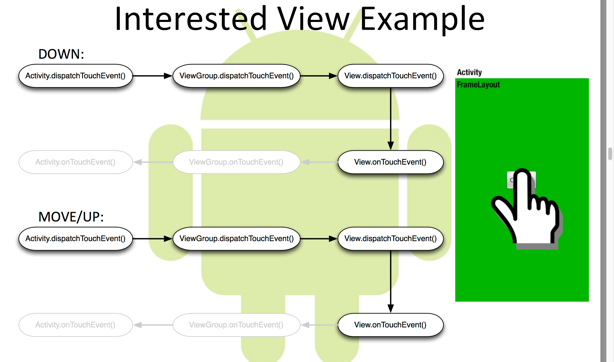 Interested View Example
DOWN:
Activity.dispatchTouchEvent()
ViewGroup.dispatchTouchEvent()
View.dispatchTouchEvent()
Activity.onTouchEvent()
ViewGroup.onTouchEvent()
View.onTouchEvent()
MOVE/UP:
Activity.dispatchTouchEvent()
ViewGroup.dispatchTouchEvent()
View.dispatchTouchEvent()
Activity.onTouchEvent()
ViewGroup.onTouchEvent()
View.onTouchEvent()
Activity
FrameLayout